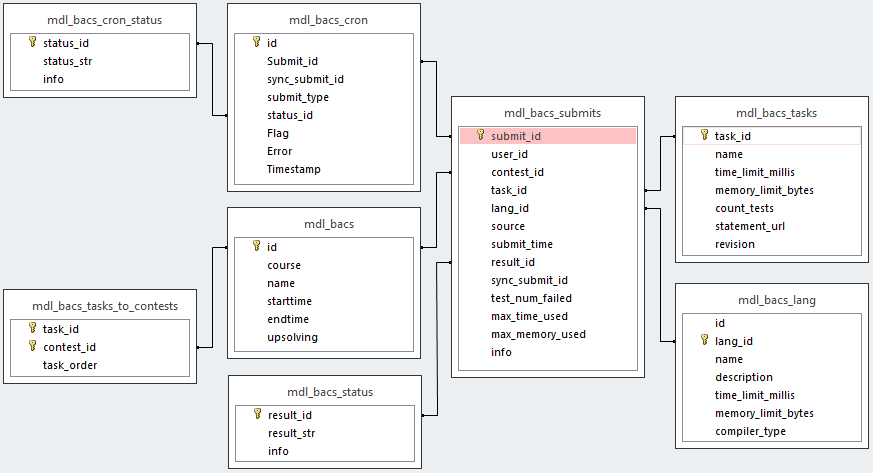 mdl_bacs_cron_status
status_id
status_str
info
mdl_bacs_cron
id
Submit_id
sync_submit_id
submit_type
status_id
Flag
Error
Timestamp
mdl_bacs_submits
submit_id
user_id
contest_id
task_id
lang_id
source
submit_time
result_id
sync_submit_id
test_num_failed
max_time_used
max_memory_used
info
mdl_bacs_tasks
task_id
name
time_limit_millis
memory_limit_bytes
count_tests
statement_url
revision
mdl_bacs
id
course
name
starttime
endtime
upsolving
mdl_bacs_tasks_to_contests
task_id
contest_id
task_order
mdl_bacs_lang
id
lang_id
name
description
time_limit_millis
memory_limit_bytes
compiler_type
mdl_bacs_status
result_id
result_str
info